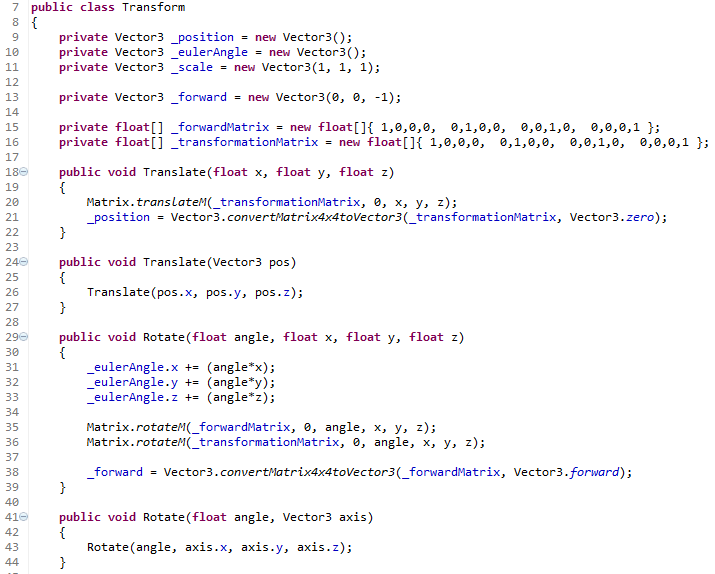 7 public class Transform
8 {
9     private Vector3 _position = new Vector3();
10     private Vector3 _eulerAngle = new Vector3();
11     private Vector3 _scale = new Vector3(1, 1, 1);
12
13     private Vector3 _forward = new Vector3(0, 0, -1);
14
15     private float[] _forwardMatrix = new float[]{ 1,0,0,0,  0,1,0,0,  0,0,1,0,  0,0,0,1 };
16     private float[] _transformationMatrix = new float[]{ 1,0,0,0,  0,1,0,0,  0,0,1,0,  0,0,0,1 };
17
18     public void Translate(float x, float y, float z)
19     {
20         Matrix.translateM(_transformationMatrix, 0, x, y, z);
21         _position = Vector3.convertMatrix4x4toVector3(_transformationMatrix, Vector3.zero);
22     }
23
24     public void Translate(Vector3 pos)
25     {
26         Translate(pos.x, pos.y, pos.z);
27     }
28
29     public void Rotate(float angle, float x, float y, float z)
30     {
31         _eulerAngle.x += (angle*x);
32         _eulerAngle.y += (angle*y);
33         _eulerAngle.z += (angle*z);
34
35         Matrix.rotateM(_forwardMatrix, 0, angle, x, y, z);
36         Matrix.rotateM(_transformationMatrix, 0, angle, x, y, z);
37
38         _forward = Vector3.convertMatrix4x4toVector3(_forwardMatrix, Vector3.forward);
39     }
40
41     public void Rotate(float angle, Vector3 axis)
42     {
43         Rotate(angle, axis.x, axis.y, axis.z);
44     }